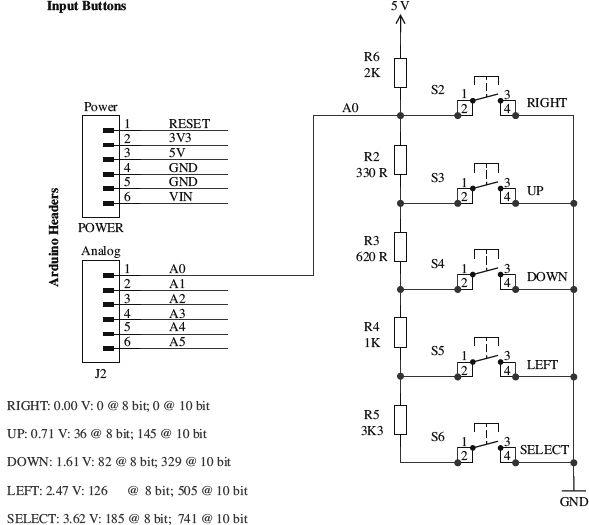 Input Buttons
5 V
R6
2K
S2
1
3
2
4
RIGHT
A0
Power
1
RESET
2
3V3
3
5V
4
GND
5
GND
6
VIN
POWER
Arduino Headers
R2
330 R
S3
1
3
2
4
UP
R3
620 R
S4
1
3
2
4
DOWN
Analog
1
A0
2
A1
3
A2
4
A3
5
A4
6
A5
J2
R4
1K
S5
1
3
2
4
LEFT
R5
3K3
S6
1
3
2
4
SELECT
GND
RIGHT: 0.00 V: 0 @ 8 bit; 0 @ 10 bit
UP: 0.71 V: 36 @ 8 bit; 145 @ 10 bit
DOWN: 1.61 V: 82 @ 8 bit; 329 @ 10 bit
LEFT: 2.47 V: 126 @ 8 bit; 505 @ 10 bit
SELECT: 3.62 V: 185 @ 8 bit; 741 @ 10 bit